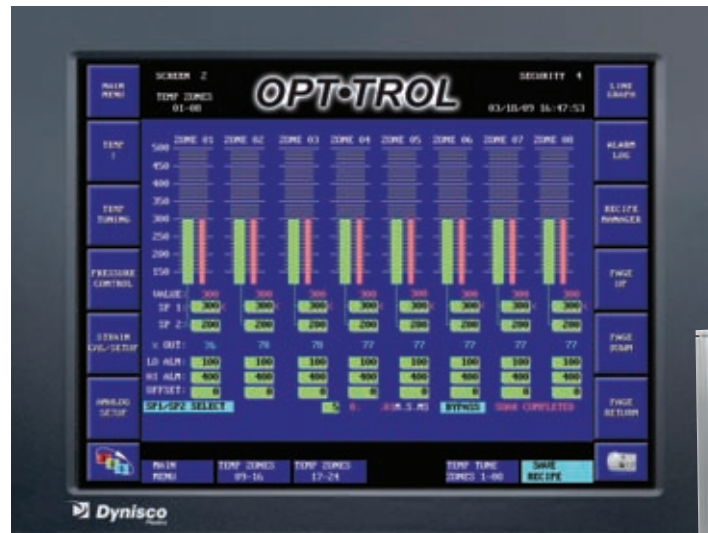 SCREEN 2
SECURITY 4
OPT•TROL
TEMP ZONES
01-08
03/18/09 16:47:53
MAIN
MENU
TEMP
TEMP
TUNING
PRESSURE
CONTROL
STRAIN
CAL/SETUP
ANALOG
SETUP
LINE
GRAPH
ALARM
LOG
RECIPE
MANAGER
PAGE
UP
PAGE
DOWN
PAGE
RETURN
ZONE 01 ZONE 02 ZONE 03 ZONE 04 ZONE 05 ZONE 06 ZONE 07 ZONE 08
500
450
400
350
300
250
200
150
VALUE: 300 300 300 300 300 300 300 300
SP 1: 300 300 300 300 300 300 300 300
SP 2: 200 200 200 200 200 200 200 200
% OUT: 76 78 78 77 77 77 77 77
LO ALM: 100 100 100 100 100 100 100 100
HI ALM: 400 400 400 400 400 400 400 400
OFFSET: 0 0 0 0 0 0 0 0
SP1/SP2 SELECT 5 0. M.S.MS BYPASS SOAK COMPLETED
MAIN
MENU
TEMP ZONES
09-16
TEMP ZONES
17-24
TEMP TUNE
ZONES 1-08
SAVE
RECIPE
Dynisco